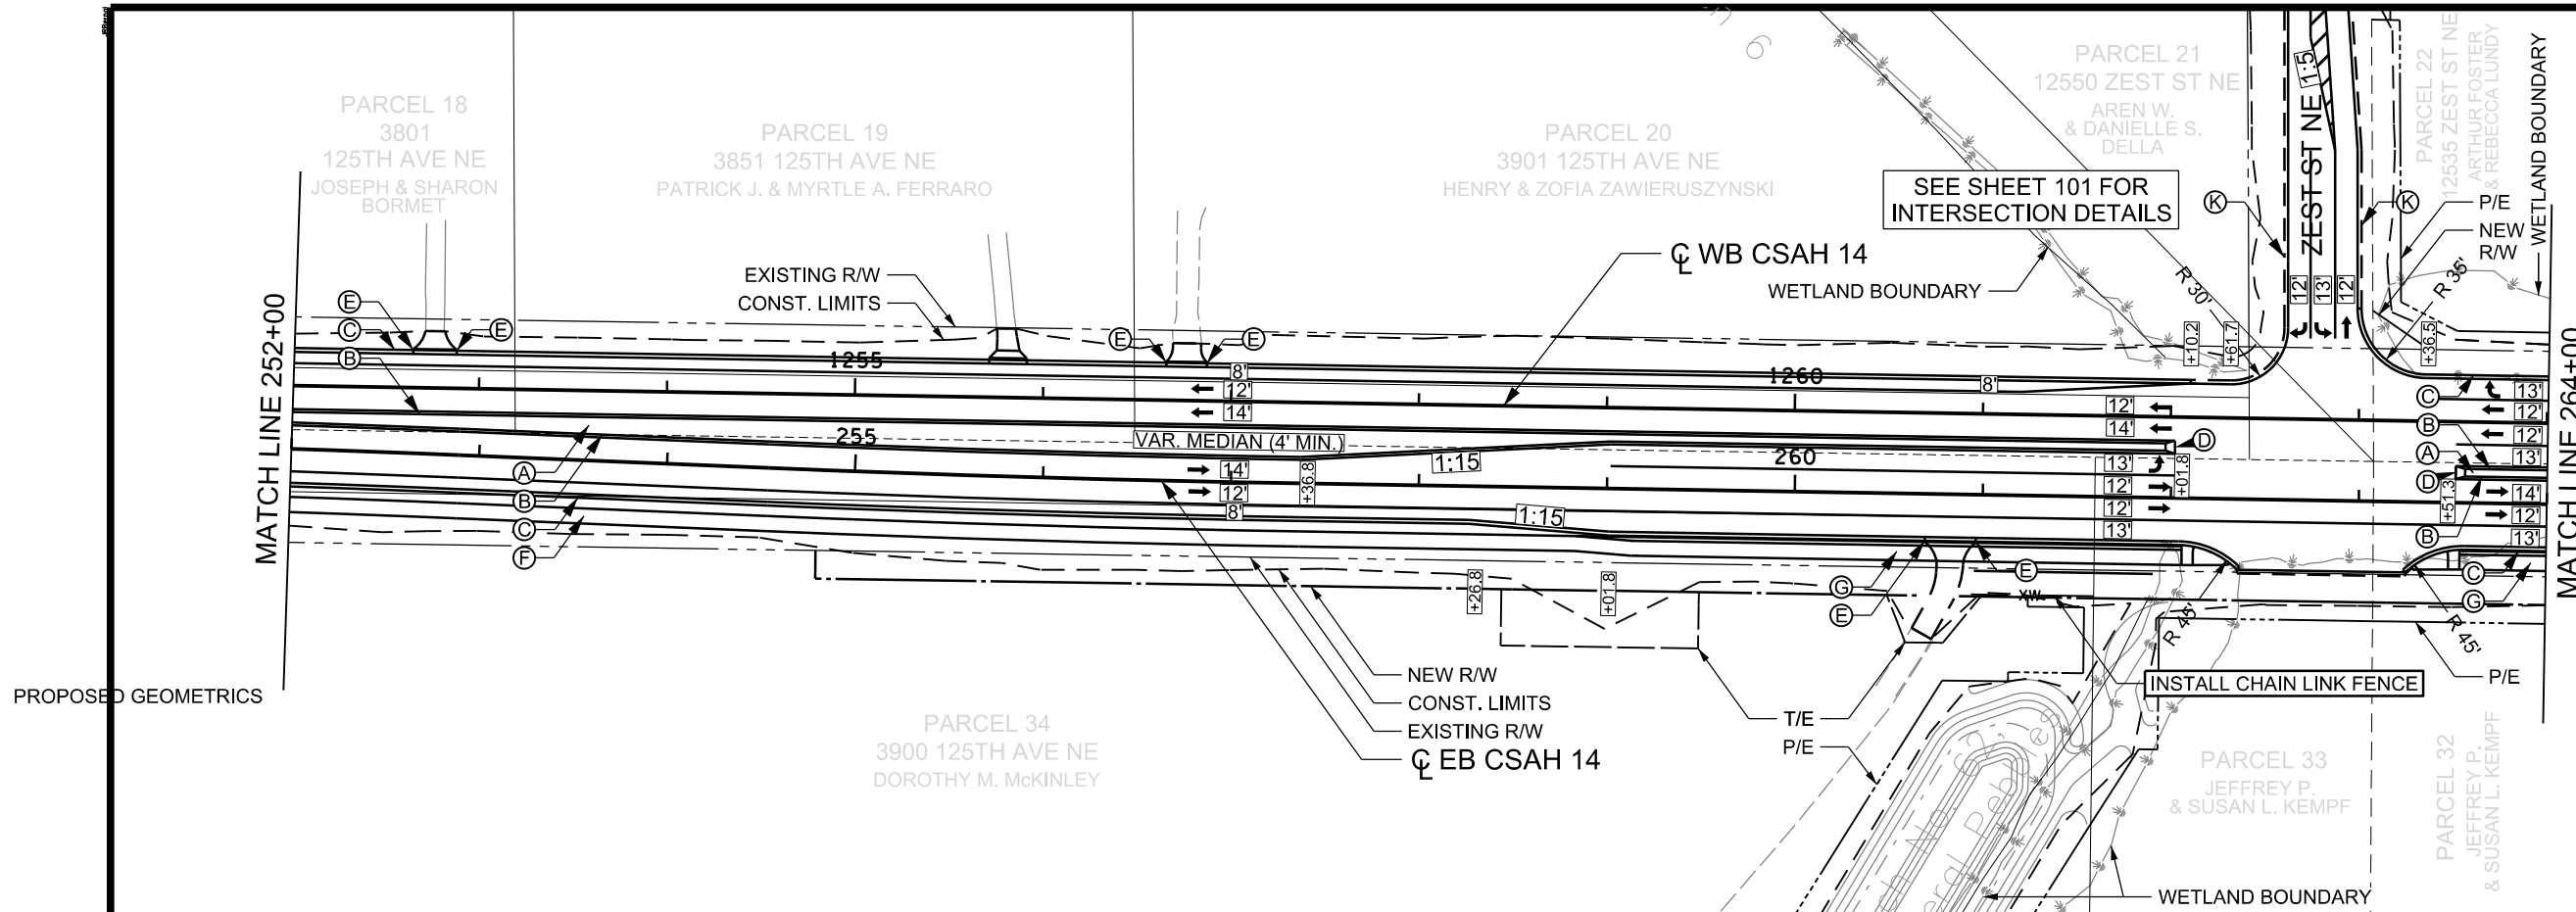 PARCEL 18
3801
125TH AVE NE
JOSEPH & SHARON
BORMET
PARCEL 19
3851 125TH AVE NE
PATRICK J. & MYRTLE A. FERRARO
PARCEL 20
3901 125TH AVE NE
HENRY & ZOFIA ZAWIERUSZYNSKI
PARCEL 21
12550 ZEST ST NE
AREN W.
& DANIELLE S.
DELLA
PARCEL 22
12535 ZEST ST NE
ARTHUR FOSTER
& REBECCA LUNDY
WETLAND BOUNDARY
ZEST ST NE
1:5
SEE SHEET 101 FOR
INTERSECTION DETAILS
K
K
P/E
NEW
R/W
EXISTING R/W
CONST. LIMITS
℄ WB CSAH 14
WETLAND BOUNDARY
R 30'
R 35'
12'
13'
12'
+10.2
+61.7
+36.5
MATCH LINE 252+00
MATCH LINE 264+00
E
C
B
E
E
E
1255
1260
8'
12'
14'
8'
12'
14'
C
B
A
D
13'
12'
12'
13'
14'
12'
13'
255
VAR. MEDIAN (4' MIN.)
260
1:15
D
A
B
C
F
14'
12'
8'
+36.8
1:15
13'
12'
12'
13'
+01.8
+51.3
B
C
G
+26.8
+01.8
G
E
E
XW
R 45'
R 45'
NEW R/W
CONST. LIMITS
EXISTING R/W
℄ EB CSAH 14
T/E
P/E
INSTALL CHAIN LINK FENCE
P/E
PROPOSED GEOMETRICS
PARCEL 34
3900 125TH AVE NE
DOROTHY M. McKINLEY
PARCEL 33
JEFFREY P.
& SUSAN L. KEMPF
PARCEL 32
JEFFREY P.
& SUSAN L. KEMPF
WETLAND BOUNDARY